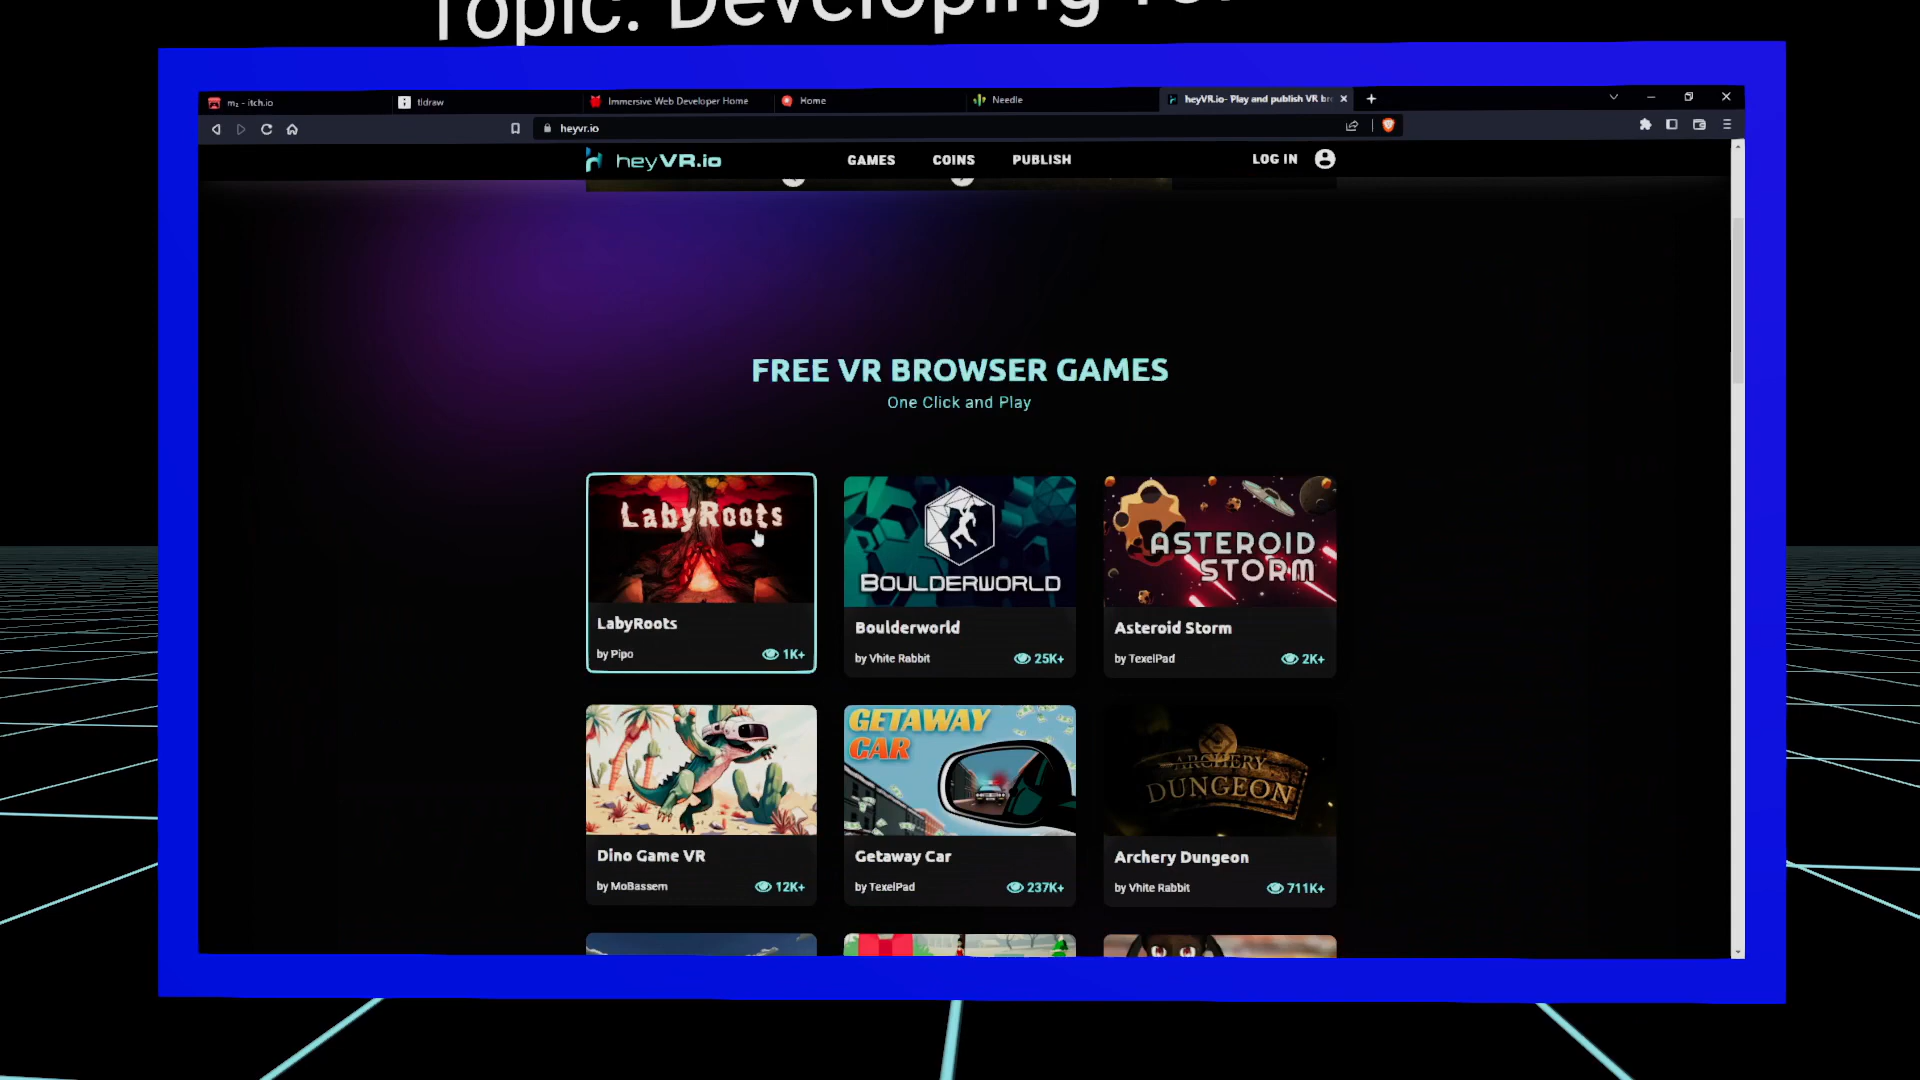 Topic: Developing
m₂ - itch.io
tldraw
Immersive Web Developer Home
Home
Needle
heyVR.io- Play and publish VR br
heyvr.io
heyVR.io
GAMES
COINS
PUBLISH
LOG IN
FREE VR BROWSER GAMES
One Click and Play
LabyRoots
BOULDERWORLD
ASTEROID
STORM
LabyRoots
by Pipo
1K+
Boulderworld
by Vhite Rabbit
25K+
Asteroid Storm
by TexelPad
2K+
GETAWAY
CAR
ARCHERY
DUNGEON
Dino Game VR
by MoBassem
12K+
Getaway Car
by TexelPad
237K+
Archery Dungeon
by Vhite Rabbit
711K+